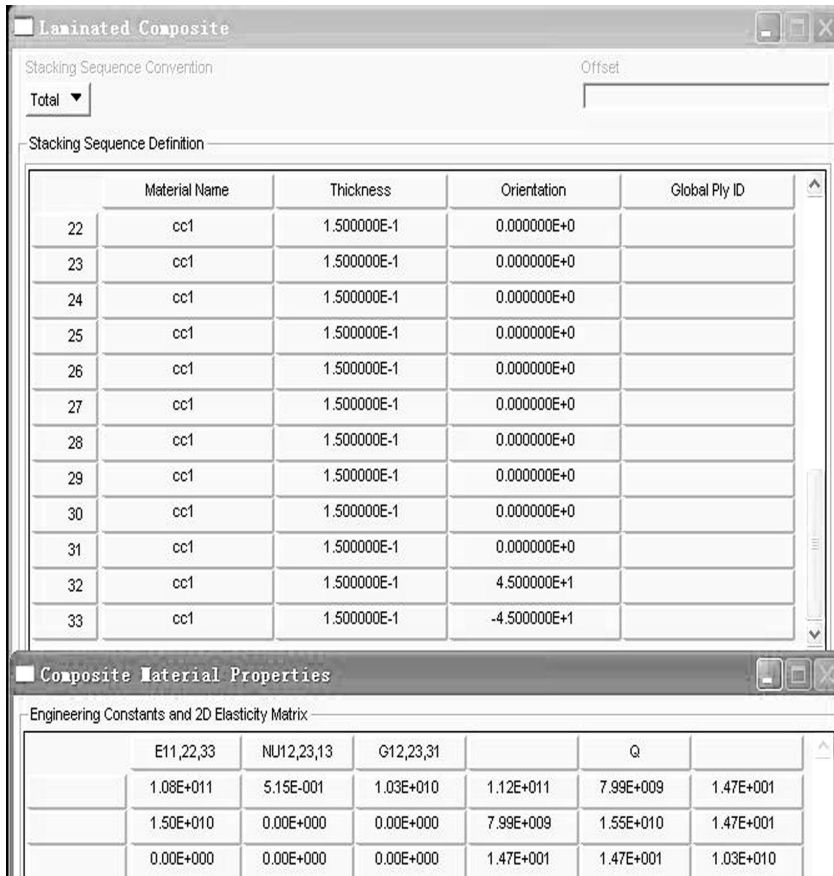 Laminated Composite
Stacking Sequence Convention Offset
Total
Stacking Sequence Definition
Material Name Thickness Orientation Global Ply ID
22 cc1 1.500000E-1 0.000000E+0
23 cc1 1.500000E-1 0.000000E+0
24 cc1 1.500000E-1 0.000000E+0
25 cc1 1.500000E-1 0.000000E+0
26 cc1 1.500000E-1 0.000000E+0
27 cc1 1.500000E-1 0.000000E+0
28 cc1 1.500000E-1 0.000000E+0
29 cc1 1.500000E-1 0.000000E+0
30 cc1 1.500000E-1 0.000000E+0
31 cc1 1.500000E-1 0.000000E+0
32 cc1 1.500000E-1 4.500000E+1
33 cc1 1.500000E-1 -4.500000E+1
Composite Material Properties
Engineering Constants and 2D Elasticity Matrix
E11,22,33 NU12,23,13 G12,23,31 Q
1.08E+011 5.15E-001 1.03E+010 1.12E+011 7.99E+009 1.47E+001
1.50E+010 0.00E+000 0.00E+000 7.99E+009 1.55E+010 1.47E+001
0.00E+000 0.00E+000 0.00E+000 1.47E+001 1.47E+001 1.03E+010